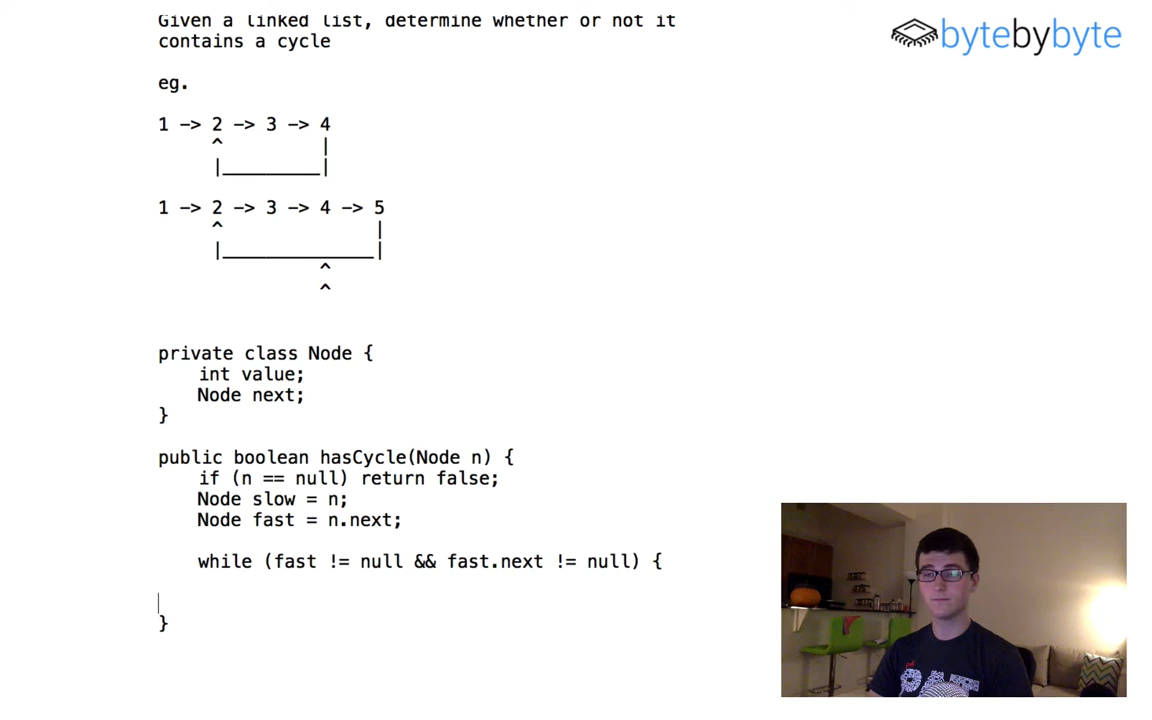 Given a linked list, determine whether or not it
bytebybyte
contains a cycle
eg.
1 -> 2 -> 3 -> 4
^ |
|_________|
1 -> 2 -> 3 -> 4 -> 5
^ |
|______________|
^
^
private class Node {
int value;
Node next;
}
public boolean hasCycle(Node n) {
if (n == null) return false;
Node slow = n;
Node fast = n.next;
while (fast != null && fast.next != null) {
}